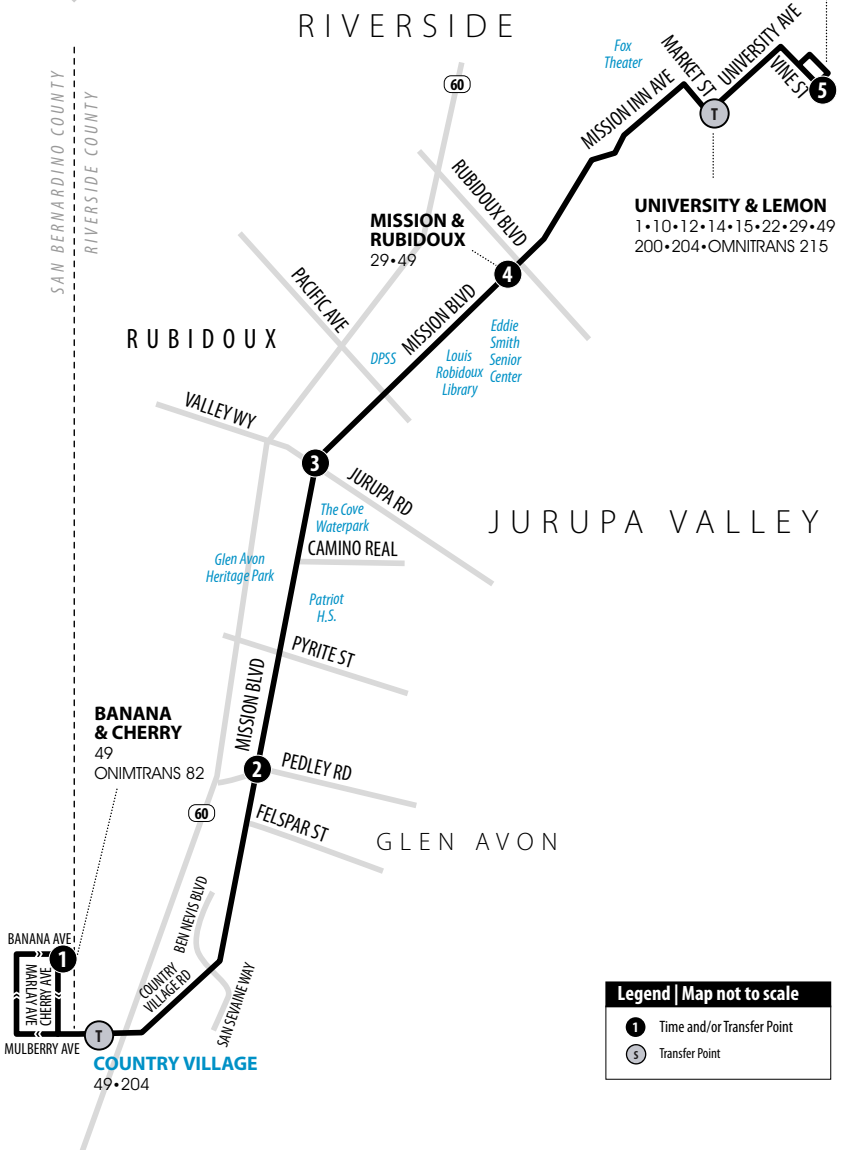 RIVERSIDE
SAN BERNARDINO COUNTY
RIVERSIDE COUNTY
60
Fox
Theater
MARKET ST
UNIVERSITY AVE
VINE ST
5
T
MISSION INN AVE
UNIVERSITY & LEMON
1•10•12•14•15•22•29•49
200•204•OMNITRANS 215
RUBIDOUX BLVD
MISSION &
RUBIDOUX
29•49
4
PACIFIC AVE
MISSION BLVD
RUBIDOUX
DPSS
Louis
Robidoux
Library
Eddie
Smith
Senior
Center
VALLEY WY
3
JURUPA RD
JURUPA VALLEY
The Cove
Waterpark
CAMINO REAL
Glen Avon
Heritage Park
Patriot
H.S.
PYRITE ST
MISSION BLVD
BANANA
& CHERRY
49
ONIMTRANS 82
2
PEDLEY RD
60
FELSPAR ST
GLEN AVON
BEN NEVIS BLVD
BANANA AVE
1
MARLAY AVE
CHERRY AVE
COUNTRY
VILLAGE RD
SAN SEVAINE WAY
MULBERRY AVE
T
COUNTRY VILLAGE
49•204
Legend | Map not to scale
1 Time and/or Transfer Point
S Transfer Point